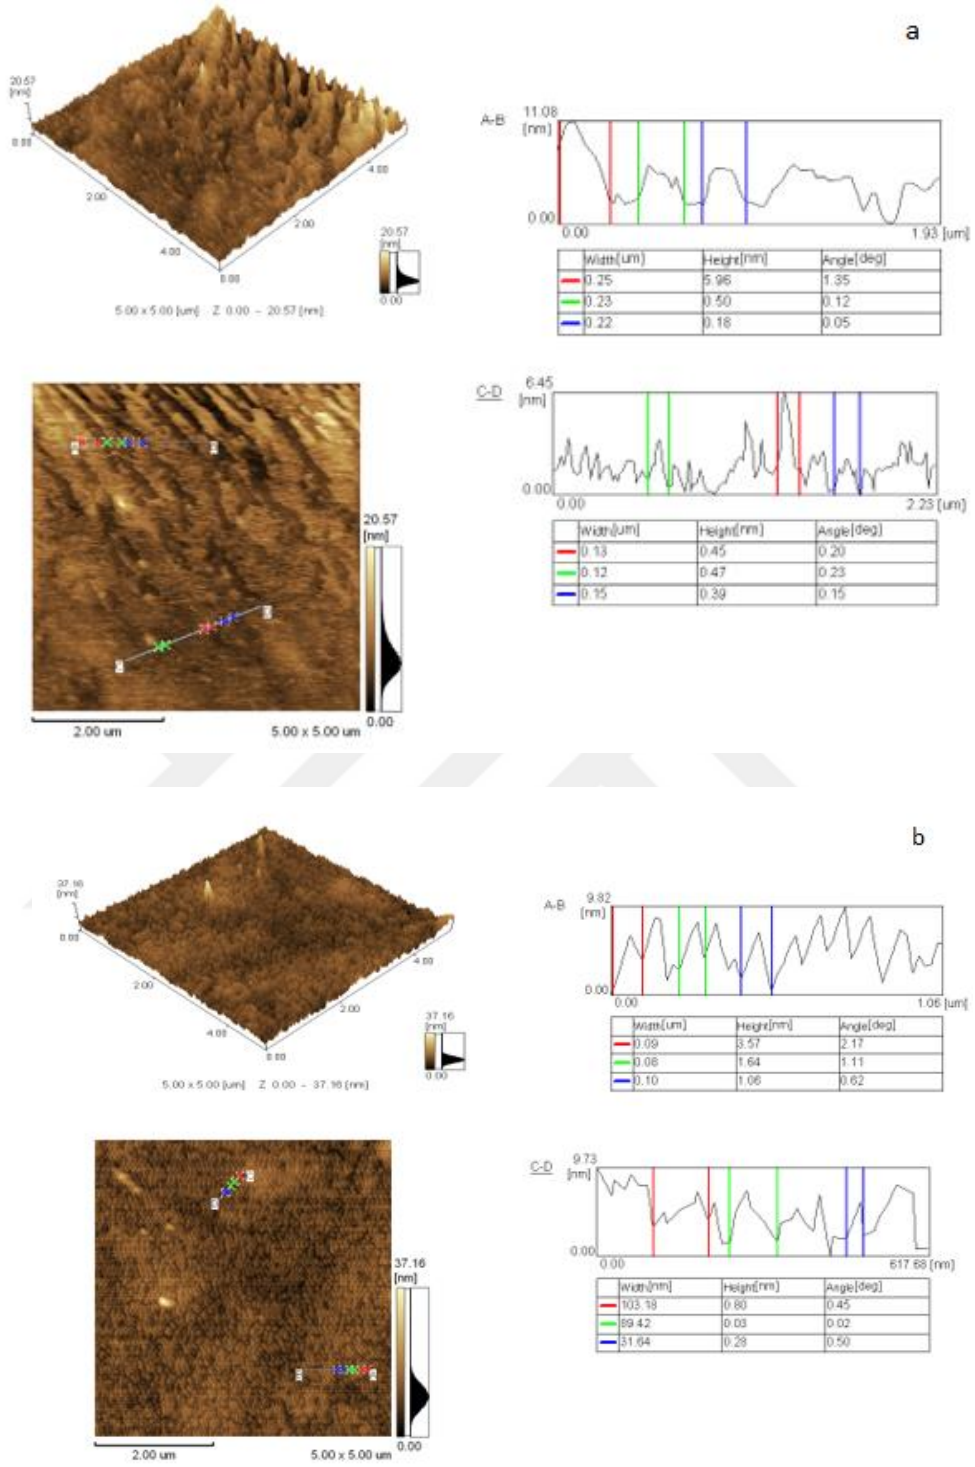 a
20.57
[nm]
0.00
2.00
4.00
4.00
2.00
0.00
20.57
[nm]
0.00
5.00 x 5.00 [um] Z 0.00 - 20.57 [nm]
A-B
11.08
[nm]
0.00
0.00 1.93 [um]
Width[um] Height[nm] Angle[deg]
0.25 5.96 1.35
0.23 0.50 0.12
0.22 0.18 0.05
20.57
[nm]
0.00
2.00 um 5.00 x 5.00 um
C-D
6.45
[nm]
0.00
0.00 2.23 [um]
Width[um] Height[nm] Angle[deg]
0.13 0.45 0.20
0.12 0.47 0.23
0.15 0.39 0.15
b
37.16
[nm]
0.00
2.00
4.00
4.00
2.00
0.00
37.16
[nm]
0.00
5.00 x 5.00 [um] Z 0.00 - 37.16 [nm]
A-B
9.82
[nm]
0.00
0.00 1.06 [um]
Width[um] Height[nm] Angle[deg]
0.09 3.57 2.17
0.08 1.64 1.11
0.10 1.06 0.62
37.16
[nm]
0.00
2.00 um 5.00 x 5.00 um
C-D
9.73
[nm]
0.00
0.00 617.68 [nm]
Width[nm] Height[nm] Angle[deg]
103.18 0.80 0.45
89.42 0.03 0.02
31.64 0.28 0.50